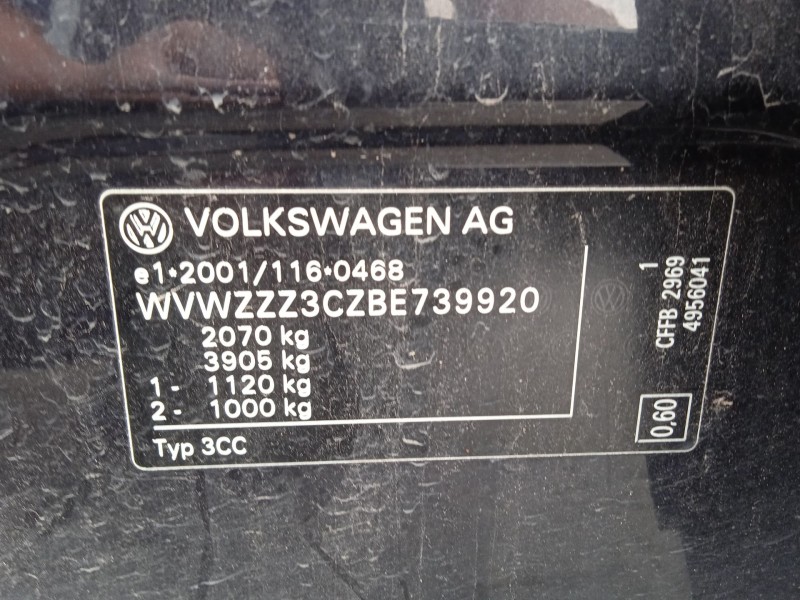 VOLKSWAGEN AG
e1*2001/116*0468
WVWZZZ3CZBE739920
2070 kg
3905 kg
1 - 1120 kg
2 - 1000 kg
Typ 3CC
1
CFFB 2969
4956041
0,60